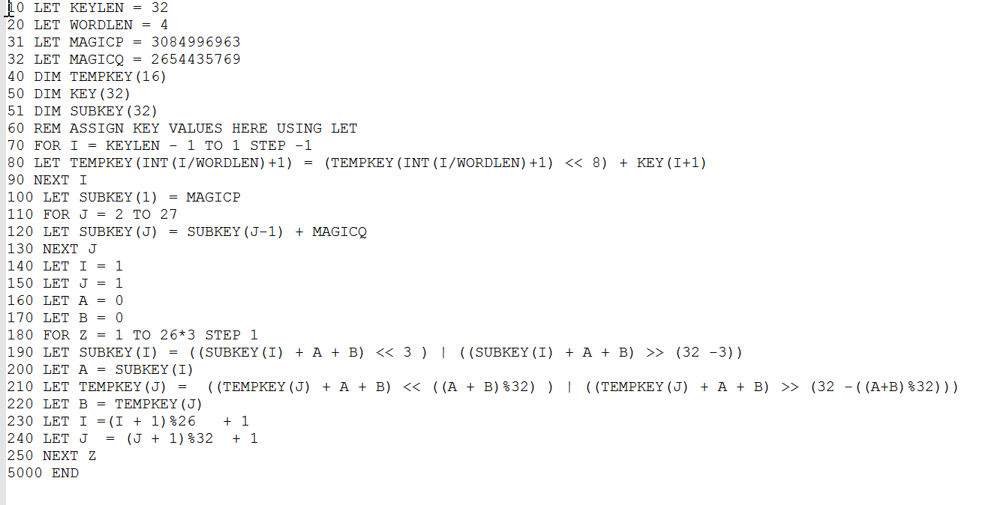 10 LET KEYLEN = 32
20 LET WORDLEN = 4
31 LET MAGICP = 3084996963
32 LET MAGICQ = 2654435769
40 DIM TEMPKEY(16)
50 DIM KEY(32)
51 DIM SUBKEY(32)
60 REM ASSIGN KEY VALUES HERE USING LET
70 FOR I = KEYLEN - 1 TO 1 STEP -1
80 LET TEMPKEY(INT(I/WORDLEN)+1) = (TEMPKEY(INT(I/WORDLEN)+1) << 8) + KEY(I+1)
90 NEXT I
100 LET SUBKEY(1) = MAGICP
110 FOR J = 2 TO 27
120 LET SUBKEY(J) = SUBKEY(J-1) + MAGICQ
130 NEXT J
140 LET I = 1
150 LET J = 1
160 LET A = 0
170 LET B = 0
180 FOR Z = 1 TO 26*3 STEP 1
190 LET SUBKEY(I) = ((SUBKEY(I) + A + B) << 3 ) | ((SUBKEY(I) + A + B) >> (32 -3))
200 LET A = SUBKEY(I)
210 LET TEMPKEY(J) =  ((TEMPKEY(J) + A + B) << ((A + B)%32) ) | ((TEMPKEY(J) + A + B) >> (32 -((A+B)%32)))
220 LET B = TEMPKEY(J)
230 LET I =(I + 1)%26   + 1
240 LET J  = (J + 1)%32  + 1
250 NEXT Z
5000 END